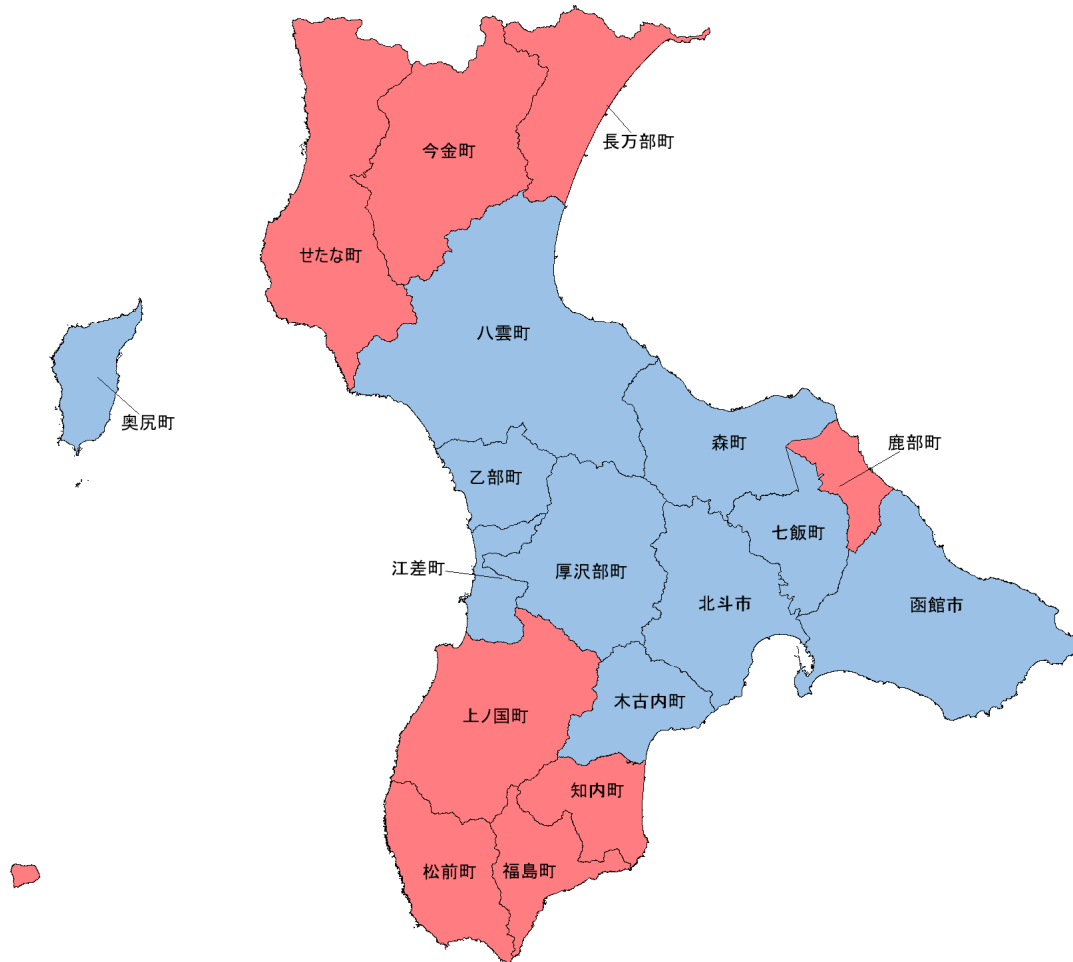 長万部町
今金町
せたな町
八雲町
奥尻町
森町
鹿部町
乙部町
七飯町
江差町
厚沢部町
北斗市
函館市
木古内町
上ノ国町
知内町
松前町
福島町